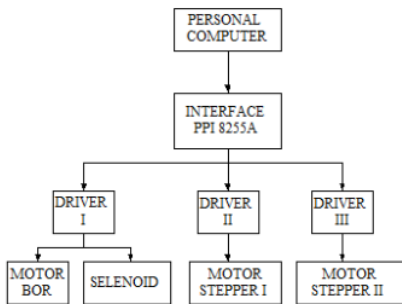 PERSONAL
COMPUTER
INTERFACE
PPI 8255A
DRIVER
I
DRIVER
II
DRIVER
III
MOTOR
BOR
SELENOID
MOTOR
STEPPER I
MOTOR
STEPPER II